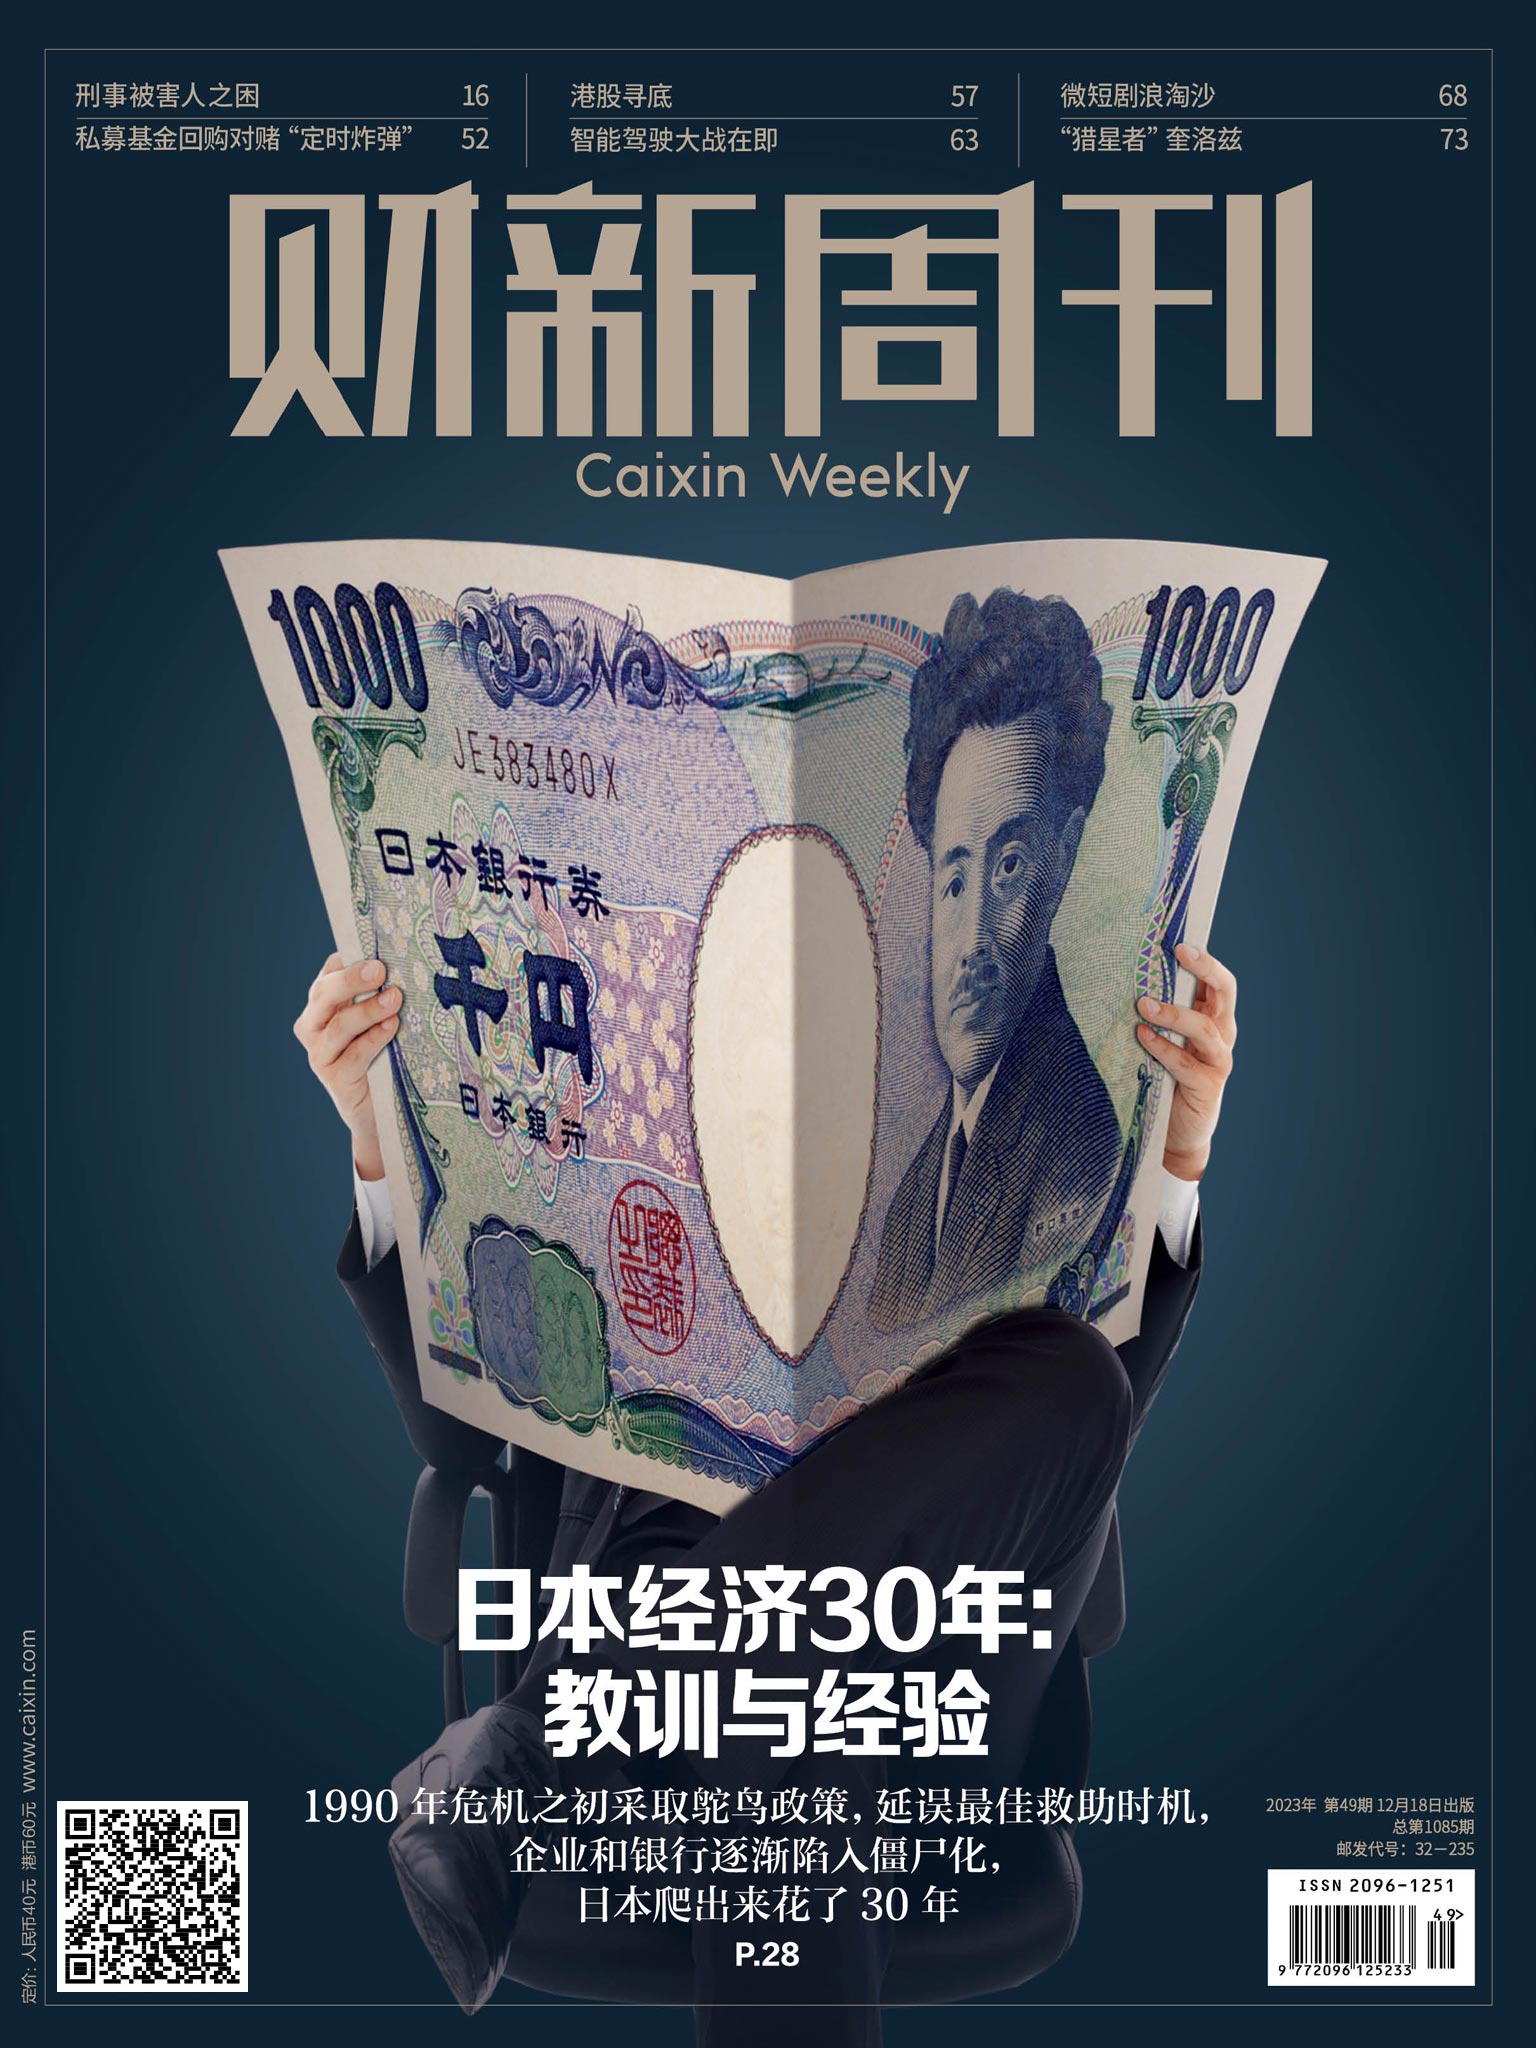 刑事被害人之困 16
私募基金回购对赌“定时炸弹” 52
港股寻底 57
智能驾驶大战在即 63
微短剧浪淘沙 68
“猎星者”奎洛兹 73
财新周刊
Caixin Weekly
1000
1000
JE383480X
日本銀行券
千円
日本銀行
野口英世
日本经济30年:
教训与经验
1990年危机之初采取鸵鸟政策, 延误最佳救助时机,
企业和银行逐渐陷入僵尸化,
日本爬出来花了30年
P.28
定价: 人民币40元 港币60元 www.caixin.com
2023年 第49期 12月18日出版
总第1085期
邮发代号: 32—235
ISSN 2096-1251
49>
9 772096 125233